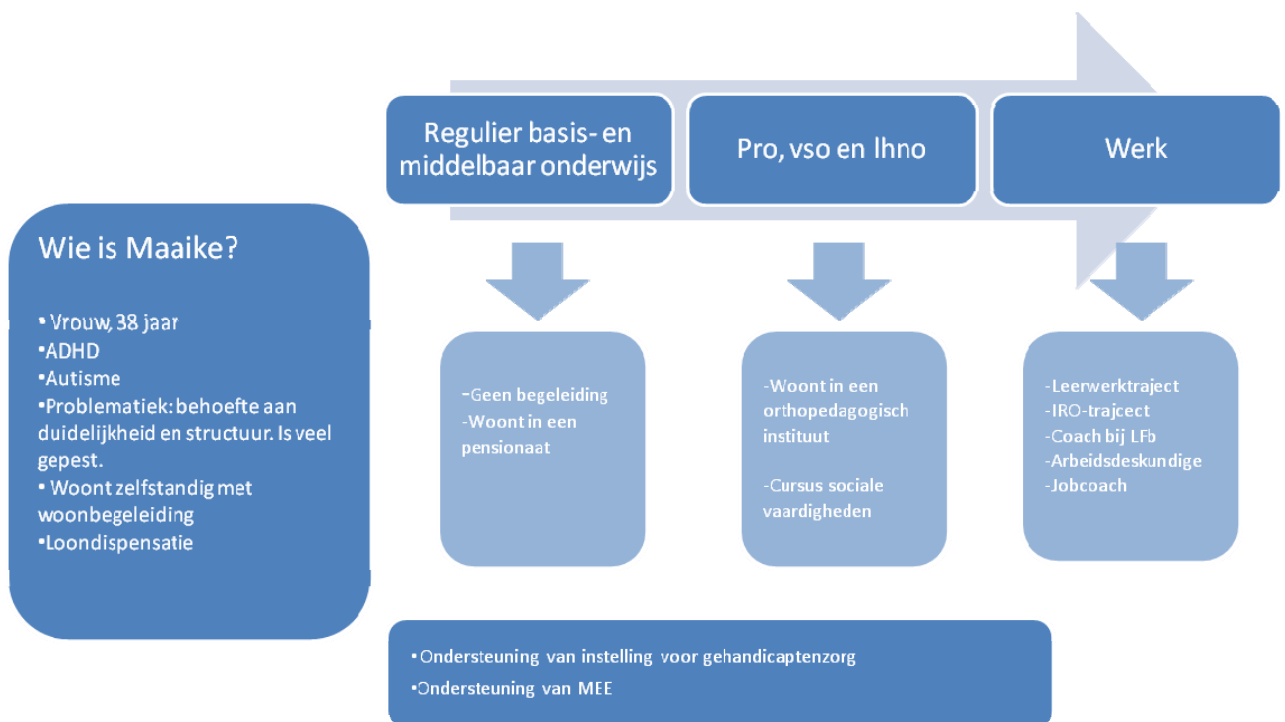 Regulier basis- en
middelbaar onderwijs
Pro, vso en lhno
Werk
Wie is Maaike?
• Vrouw, 38 jaar
•ADHD
•Autisme
•Problematiek: behoefte aan
duidelijkheid en structuur. Is veel
gepest.
• Woont zelfstandig met
woonbegeleiding
•Loondispensatie
-Geen begeleiding
-Woont in een
pensionaat
-Woont in een
orthopedagogisch
instituut
-Cursus sociale
vaardigheden
-Leerwerktraject
-IRO-trajcect
-Coach bij LFb
-Arbeidsdeskundige
-Jobcoach
•Ondersteuning van instelling voor gehandicaptenzorg
•Ondersteuning van MEE